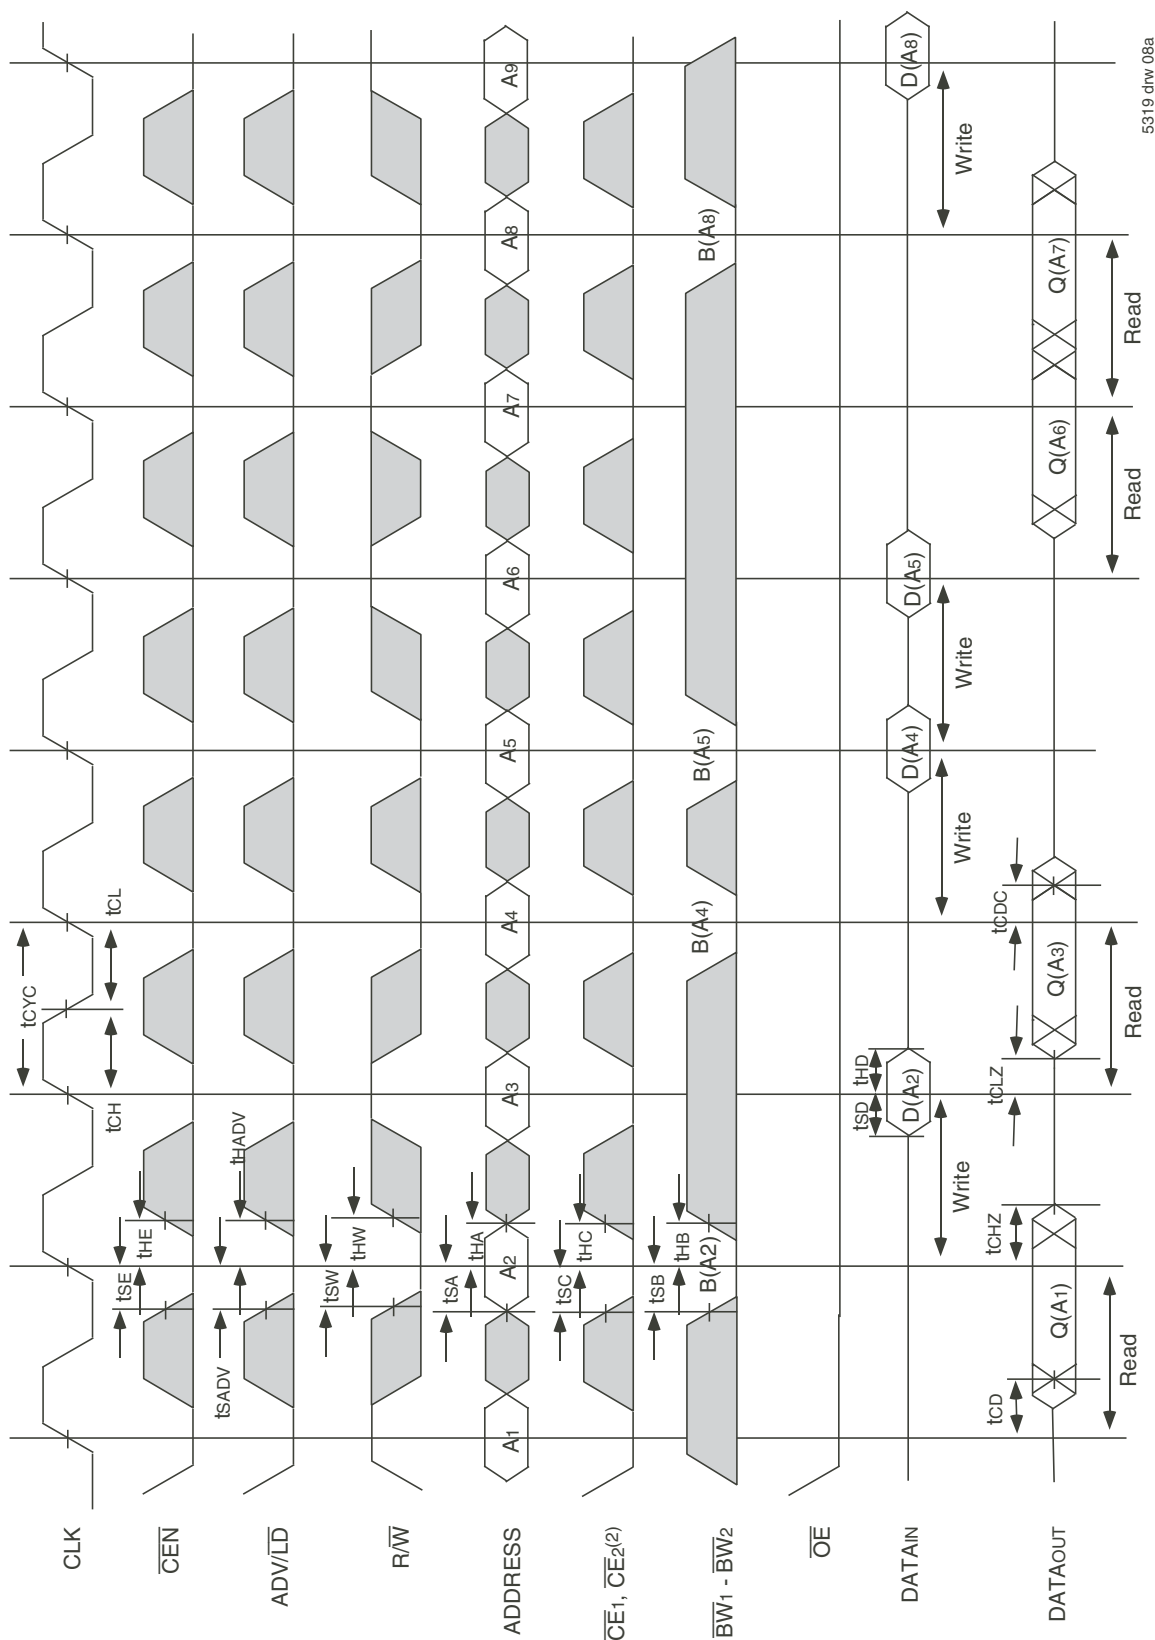 tCYC
tCH
tCL
CLK
tSE
tHE
CEN
tSADV
tHADV
ADV/LD
tSW
tHW
R/W
tSA
tHA
ADDRESS
A1
A2
A3
A4
A5
A6
A7
A8
A9
tSC
tHC
CE1, CE2(2)
tSB
tHB
BW1 - BW2
B(A2)
B(A4)
B(A5)
B(A8)
OE
tSD
tHD
DATAIN
D(A2)
D(A4)
D(A5)
D(A8)
Write
Write
Write
Write
tCD
tCHZ
tCLZ
tCDC
DATAOUT
Q(A1)
Q(A3)
Q(A6)
Q(A7)
Read
Read
Read
Read
5319 drw 08a